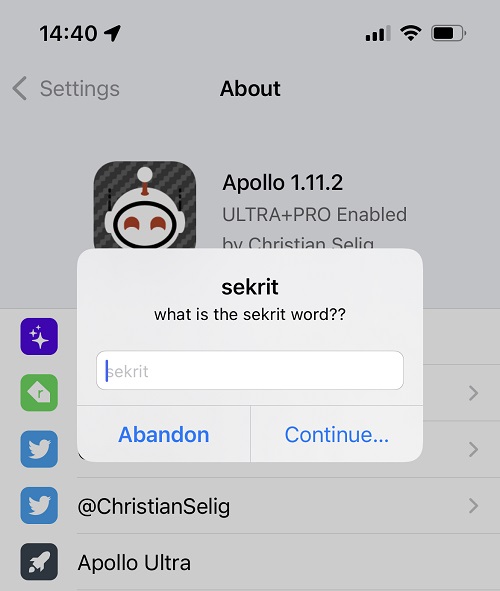 14:40
Settings
About
Apollo 1.11.2
ULTRA+PRO Enabled
by Christian Selig
sekrit
what is the sekrit word??
sekrit
r
Abandon
Continue...
@ChristianSelig
Apollo Ultra